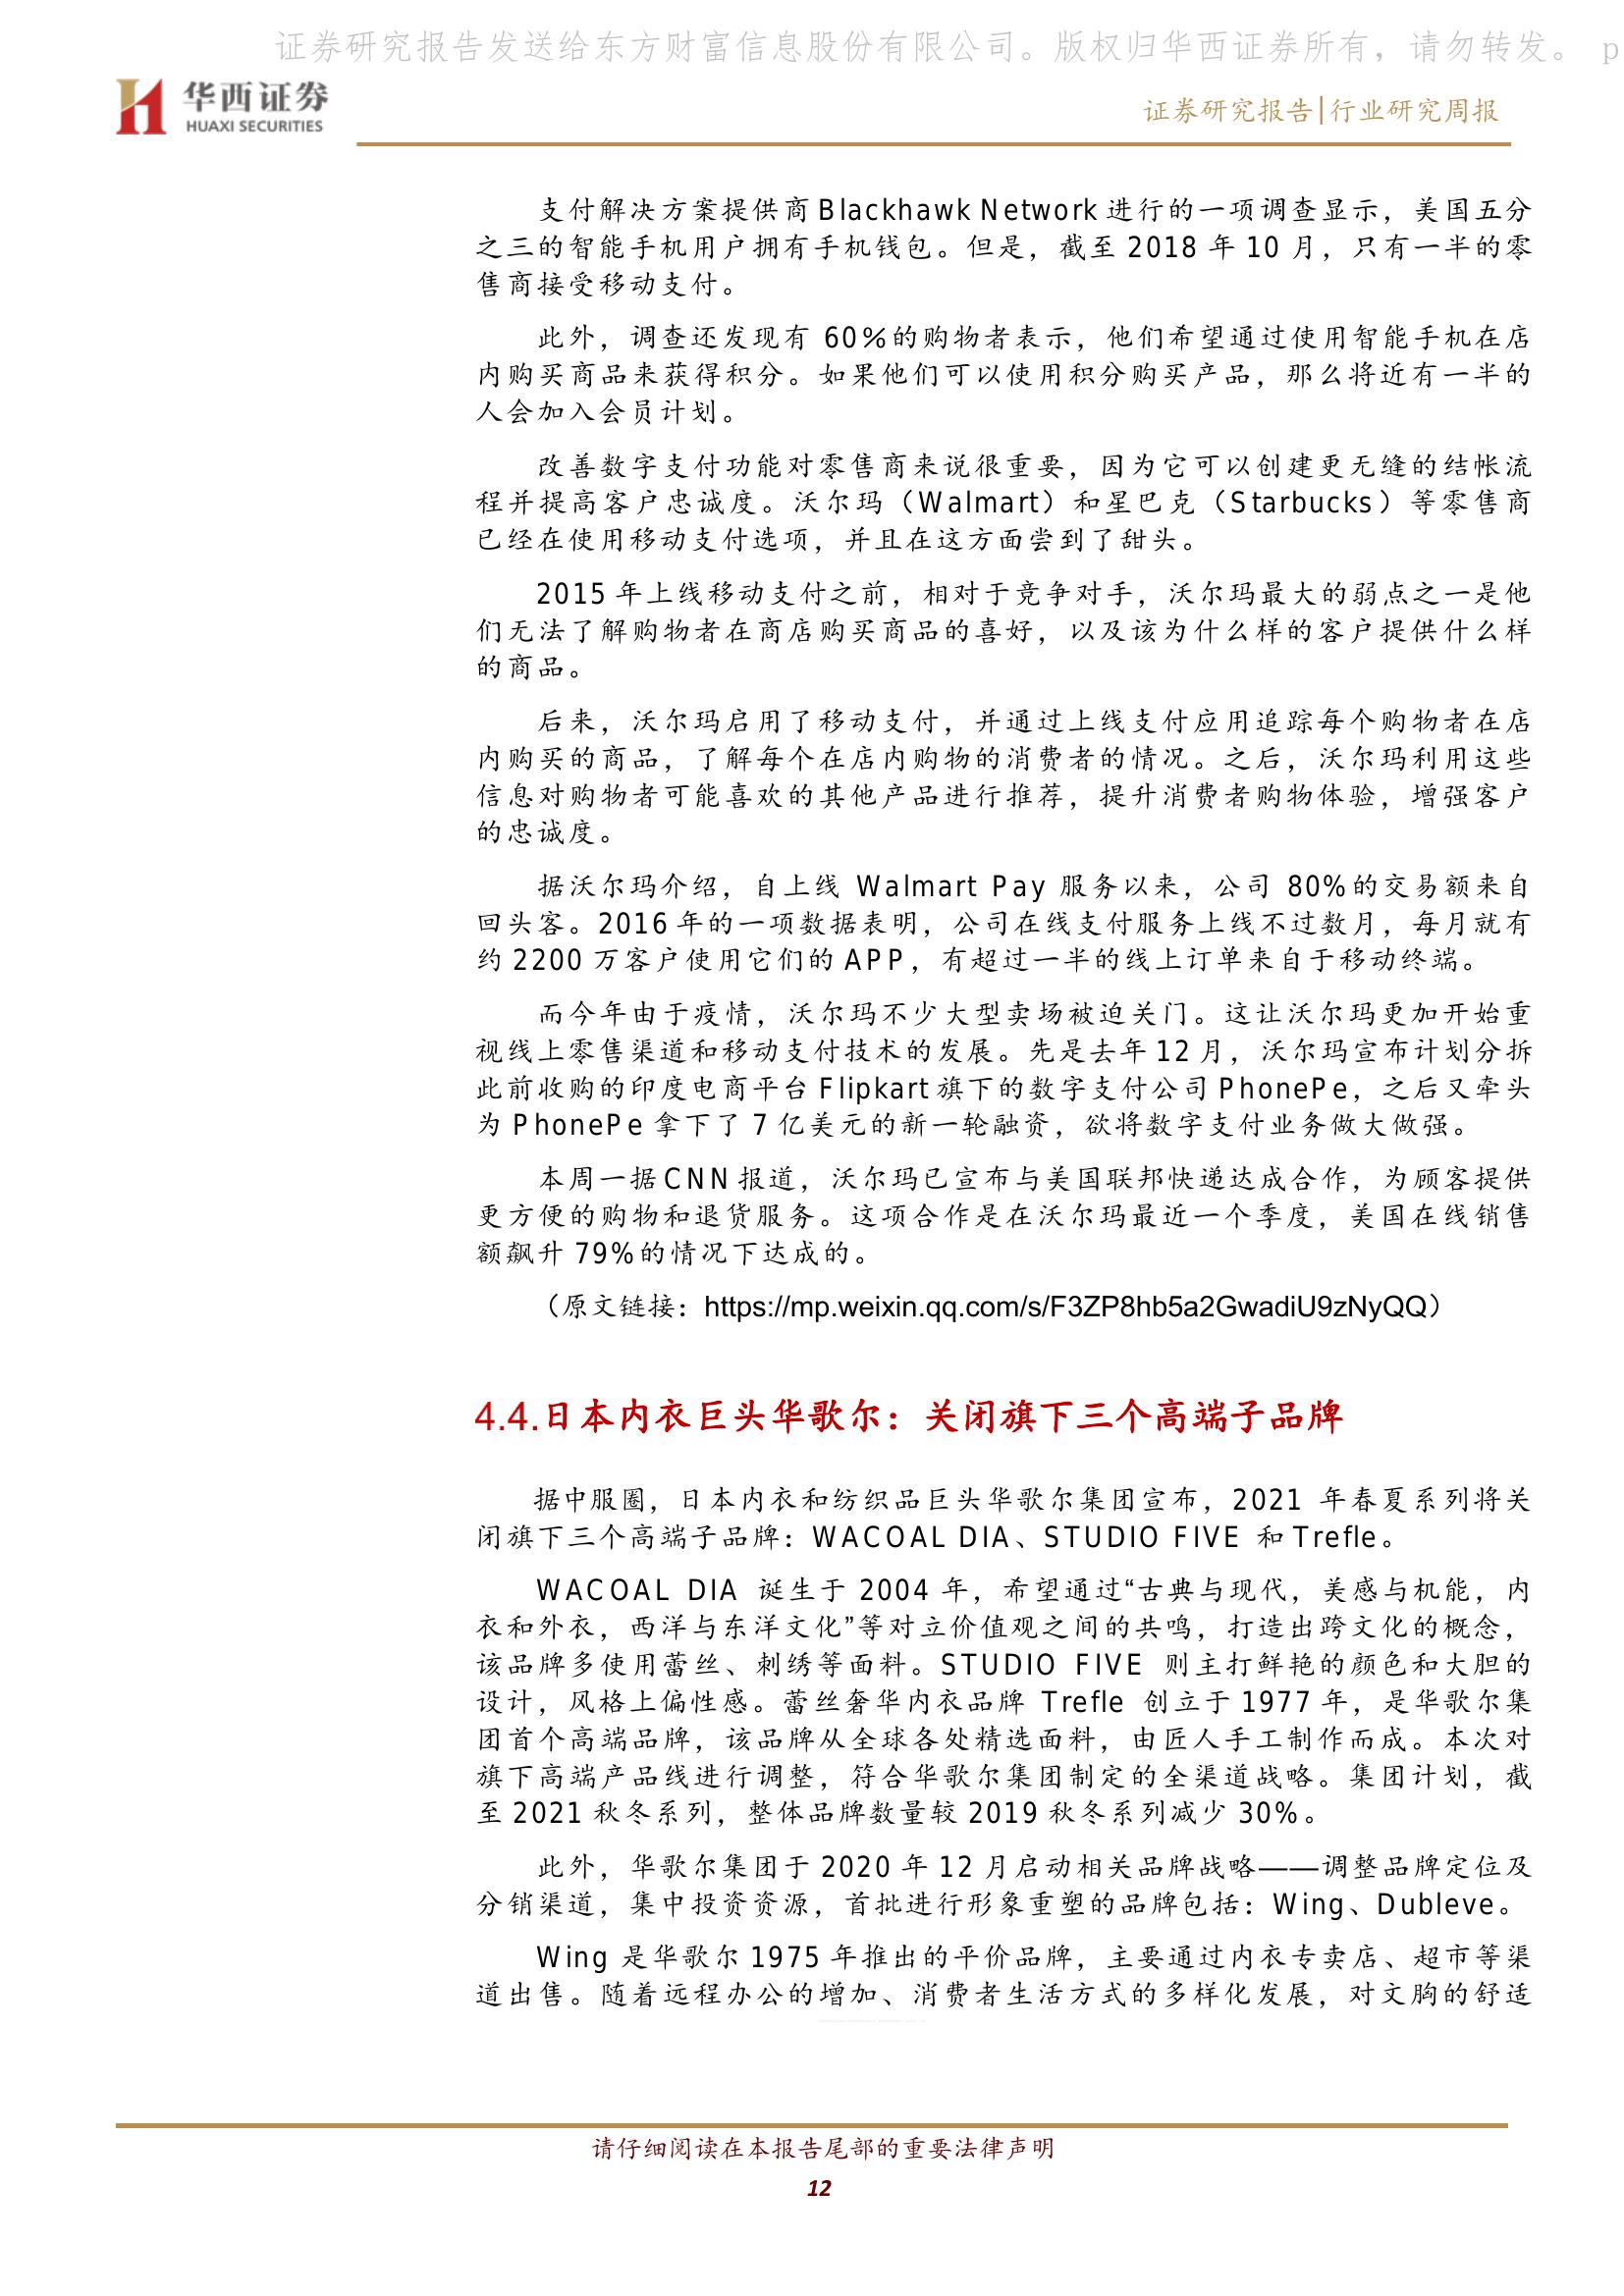 证券研究报告发送给东方财富信息股份有限公司。版权归华西证券所有，请勿转发。 p
华西证券
HUAXI SECURITIES
证券研究报告|行业研究周报
支付解决方案提供商 Blackhawk Network 进行的一项调查显示，美国五分
之三的智能手机用户拥有手机钱包。但是，截至 2018 年 10 月，只有一半的零
售商接受移动支付。
此外，调查还发现有 60%的购物者表示，他们希望通过使用智能手机在店
内购买商品来获得积分。如果他们可以使用积分购买产品，那么将近有一半的
人会加入会员计划。
改善数字支付功能对零售商来说很重要，因为它可以创建更无缝的结帐流
程并提高客户忠诚度。沃尔玛（Walmart）和星巴克（Starbucks）等零售商
已经在使用移动支付选项，并且在这方面尝到了甜头。
2015 年上线移动支付之前，相对于竞争对手，沃尔玛最大的弱点之一是他
们无法了解购物者在商店购买商品的喜好，以及该为什么样的客户提供什么样
的商品。
后来，沃尔玛启用了移动支付，并通过上线支付应用追踪每个购物者在店
内购买的商品，了解每个在店内购物的消费者的情况。之后，沃尔玛利用这些
信息对购物者可能喜欢的其他产品进行推荐，提升消费者购物体验，增强客户
的忠诚度。
据沃尔玛介绍，自上线 Walmart Pay 服务以来，公司 80%的交易额来自
回头客。2016 年的一项数据表明，公司在线支付服务上线不过数月，每月就有
约 2200 万客户使用它们的 APP，有超过一半的线上订单来自于移动终端。
而今年由于疫情，沃尔玛不少大型卖场被迫关门。这让沃尔玛更加开始重
视线上零售渠道和移动支付技术的发展。先是去年 12 月，沃尔玛宣布计划分拆
此前收购的印度电商平台 Flipkart 旗下的数字支付公司 PhonePe，之后又牵头
为 PhonePe 拿下了 7 亿美元的新一轮融资，欲将数字支付业务做大做强。
本周一据 CNN 报道，沃尔玛已宣布与美国联邦快递达成合作，为顾客提供
更方便的购物和退货服务。这项合作是在沃尔玛最近一个季度，美国在线销售
额飙升 79%的情况下达成的。
（原文链接：https://mp.weixin.qq.com/s/F3ZP8hb5a2GwadiU9zNyQQ）
4.4.日本内衣巨头华歌尔：关闭旗下三个高端子品牌
据中服圈，日本内衣和纺织品巨头华歌尔集团宣布，2021 年春夏系列将关
闭旗下三个高端子品牌：WACOAL DIA、STUDIO FIVE 和 Trefle。
WACOAL DIA 诞生于 2004 年，希望通过“古典与现代，美感与机能，内
衣和外衣，西洋与东洋文化”等对立价值观之间的共鸣，打造出跨文化的概念，
该品牌多使用蕾丝、刺绣等面料。STUDIO FIVE 则主打鲜艳的颜色和大胆的
设计，风格上偏性感。蕾丝奢华内衣品牌 Trefle 创立于 1977 年，是华歌尔集
团首个高端品牌，该品牌从全球各处精选面料，由匠人手工制作而成。本次对
旗下高端产品线进行调整，符合华歌尔集团制定的全渠道战略。集团计划，截
至 2021 秋冬系列，整体品牌数量较 2019 秋冬系列减少 30%。
此外，华歌尔集团于 2020 年 12 月启动相关品牌战略——调整品牌定位及
分销渠道，集中投资资源，首批进行形象重塑的品牌包括：Wing、Dubleve。
Wing 是华歌尔 1975 年推出的平价品牌，主要通过内衣专卖店、超市等渠
道出售。随着远程办公的增加、消费者生活方式的多样化发展，对文胸的舒适
请仔细阅读在本报告尾部的重要法律声明
12